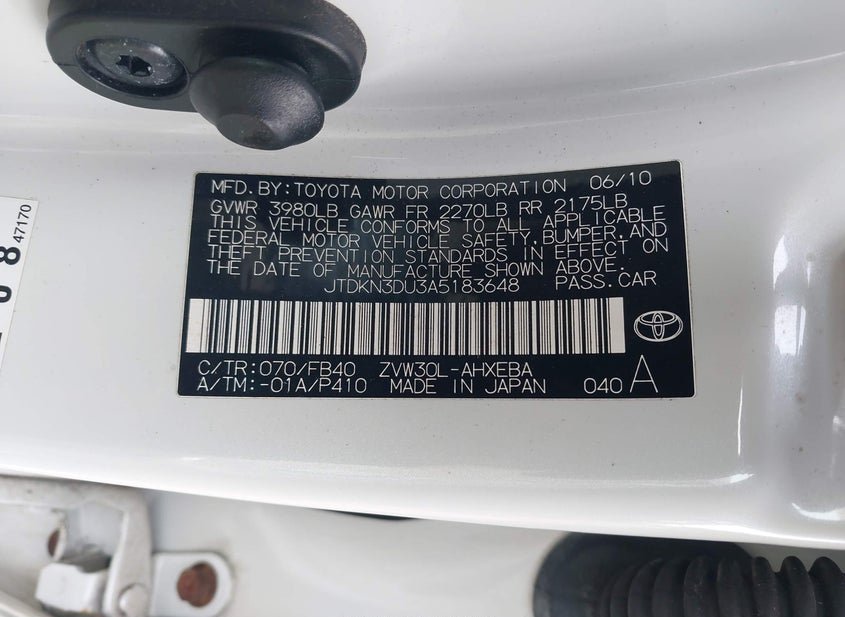 MFD.BY:TOYOTA MOTOR CORPORATION 06/10
GVWR 3980LB GAWR FR 2270LB RR 2175LB
THIS VEHICLE CONFORMS TO ALL APPLICABLE
FEDERAL MOTOR VEHICLE SAFETY,BUMPER,AND
THEFT PREVENTION STANDARDS IN EFFECT ON
THE DATE OF MANUFACTURE SHOWN ABOVE.
JTDKN3DU3A5183648 PASS.CAR
C/TR:070/FB40 ZVW30L-AHXEBA
A/TM:-01A/P410 MADE IN JAPAN 040 A
47170